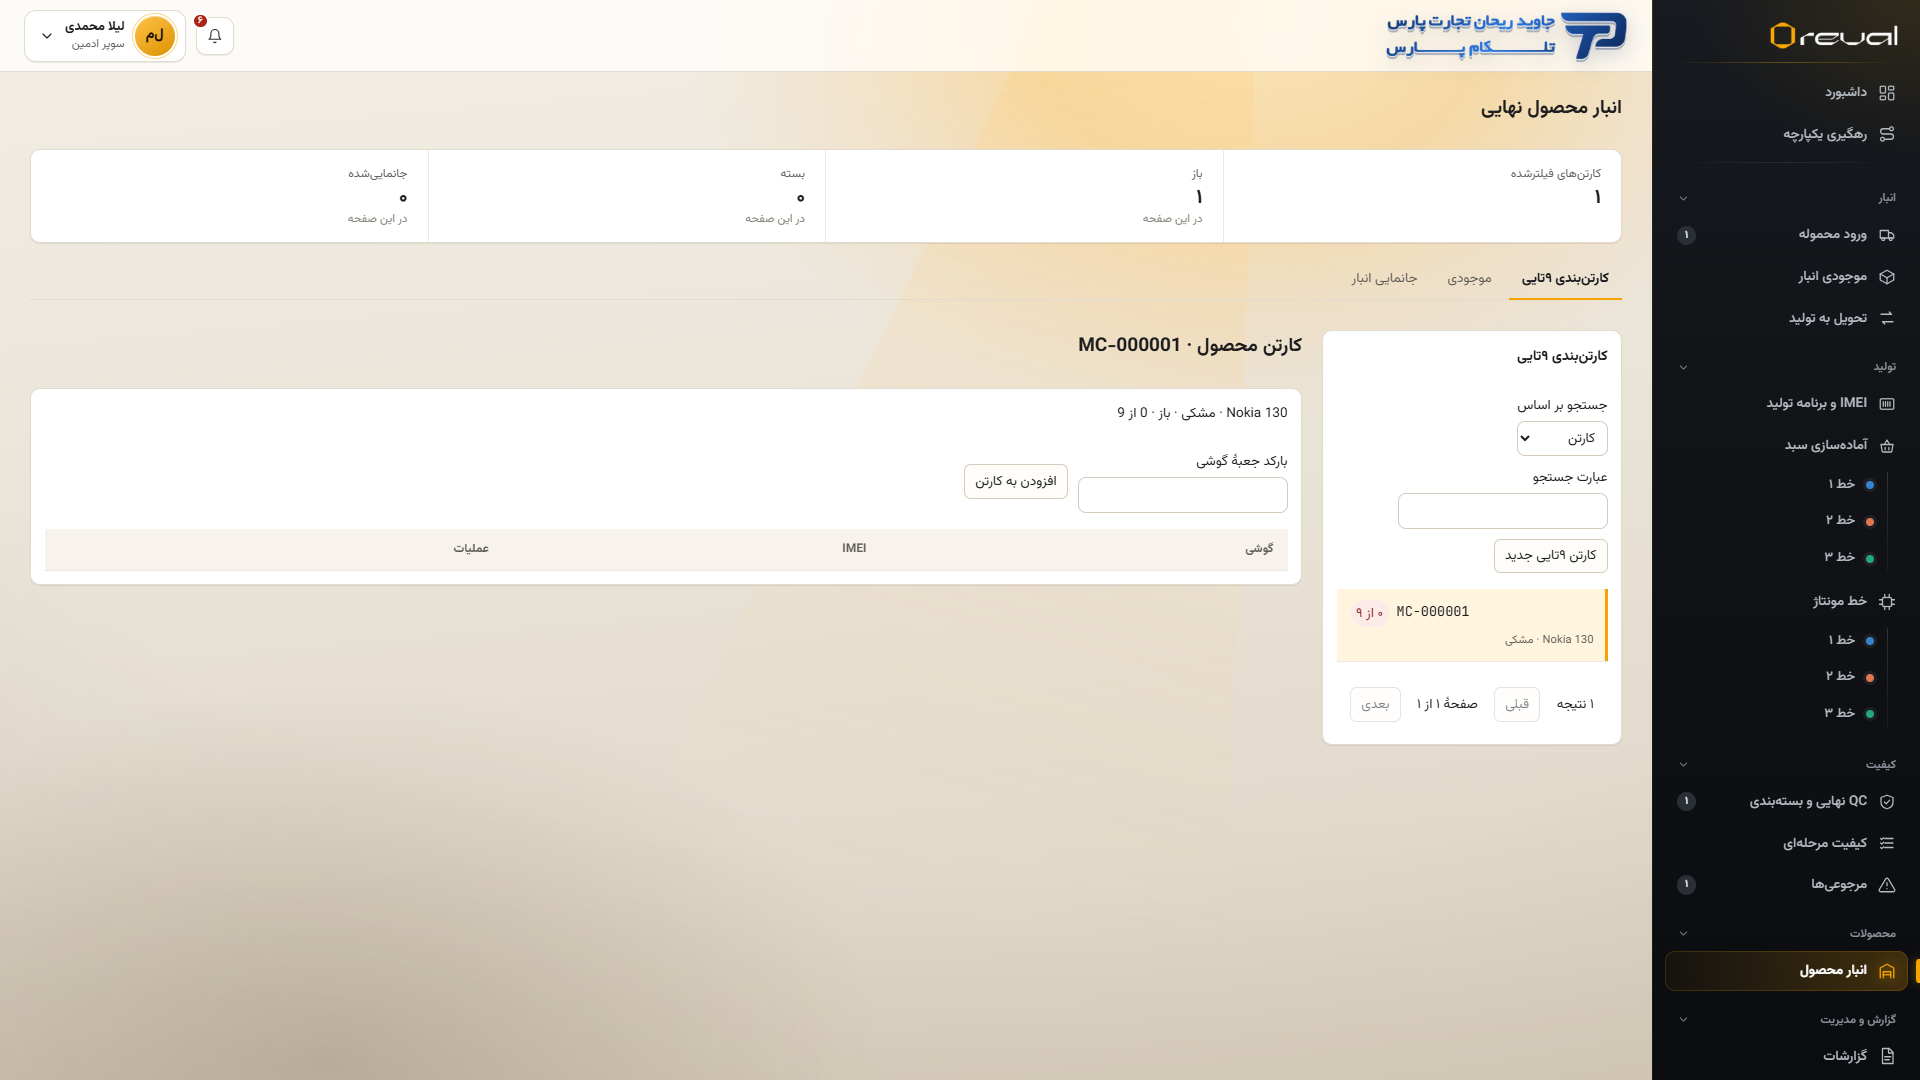 Oreval
داشبورد
رهگیری یکپارچه
انبار
ورود محموله ۱
موجودی انبار
تحویل به تولید
تولید
IMEI و برنامه تولید
آماده‌سازی سبد
خط ۱
خط ۲
خط ۳
خط مونتاژ
خط ۱
خط ۲
خط ۳
کیفیت
QC نهایی و بسته‌بندی ۱
کیفیت مرحله‌ای
مرجوعی‌ها ۱
محصولات
انبار محصول
گزارش و مدیریت
گزارشات
جاوید ریحان تجارت پارس
تلکام پارس
۶
ل‌م
لیلا محمدی
سوپر ادمین
انبار محصول نهایی
کارتن‌های فیلترشده
۱
باز
۱
در این صفحه
بسته
۰
در این صفحه
جانمایی‌شده
۰
در این صفحه
کارتن‌بندی ۹تایی
موجودی
جانمایی انبار
کارتن‌بندی ۹تایی
جستجو بر اساس
کارتن
عبارت جستجو
کارتن ۹تایی جدید
MC-000001 ۰ از ۹
Nokia 130 · مشکی
۱ نتیجه
قبلی
صفحهٔ ۱ از ۱
بعدی
کارتن محصول · MC-000001
Nokia 130 · مشکی · باز · 0 از 9
بارکد جعبهٔ گوشی
افزودن به کارتن
گوشی IMEI عملیات